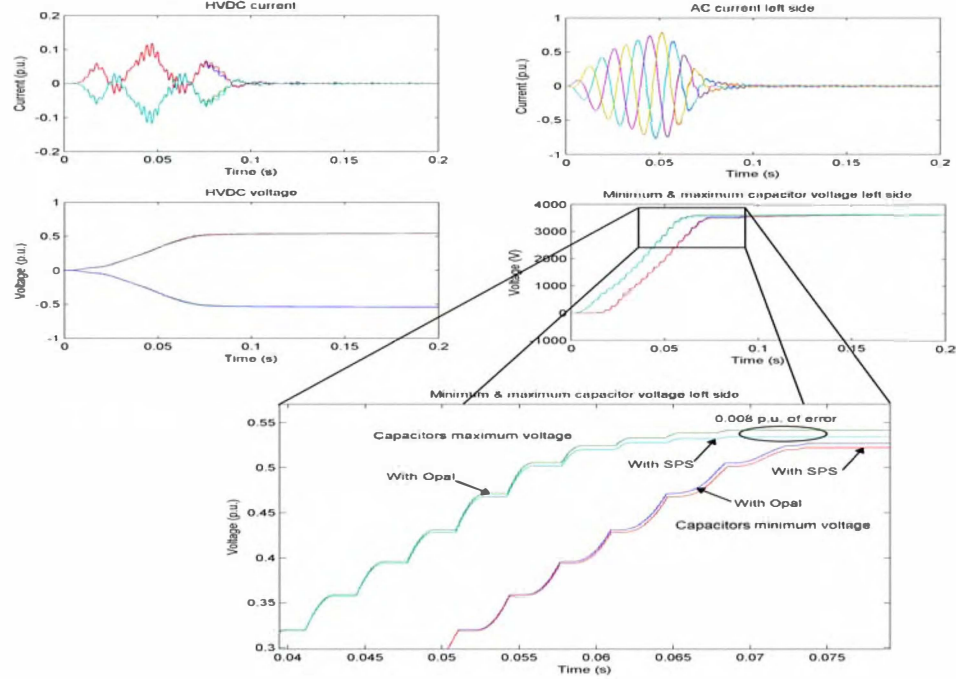 HVDC current
0.2
0.1
0
-0.1
0.2
Current (p.u.)
0 0.05 0.1 0.15 0.2
Time (s)
AC current left side
1
0.5
0
-0.5
-1
Current (p.u.)
0 0.05 0.1 0.15 0.2
Time (s)
HVDC voltage
1
0.5
0
-0.5
-1
Voltage (p.u.)
0 0.05 0.1 0.15 0.2
Time (s)
Minimum & maximum capacitor voltage left side
4000
3000
2000
1000
0
-1000
Voltage (V)
0 0.05 0.1 0.15 0.2
Time (s)
Minimum & maximum capacitor voltage left side
0.55
0.5
0.45
0.4
0.35
0.3
Voltage (p.u.)
Capacitors maximum voltage
0.008 p.u. of error
With Opal
With SPS
With SPS
With Opal
Capacitors minimum voltage
0.04 0.045 0.05 0.055 0.06 0.065 0.07 0.075
Time (s)